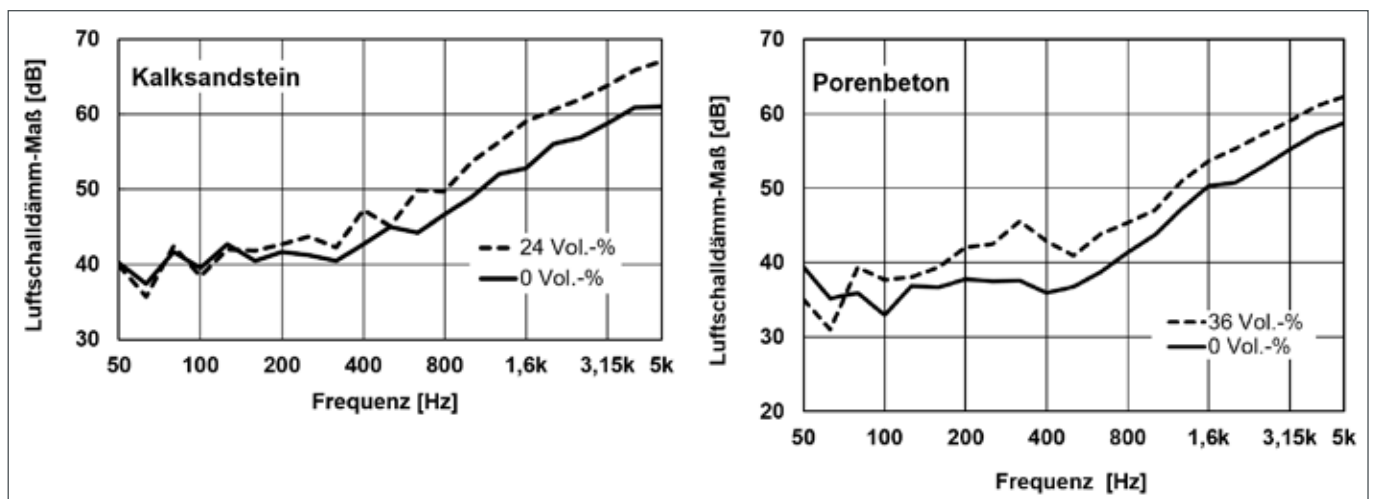 70
60
50
40
30
Luftschalldämm-Maß [dB]
Kalksandstein
24 Vol.-%
0 Vol.-%
50 100 200 400 800 1,6k 3,15k 5k
Frequenz [Hz]
70
60
50
40
30
20
Luftschalldämm-Maß [dB]
Porenbeton
36 Vol.-%
0 Vol.-%
50 100 200 400 800 1,6k 3,15k 5k
Frequenz [Hz]